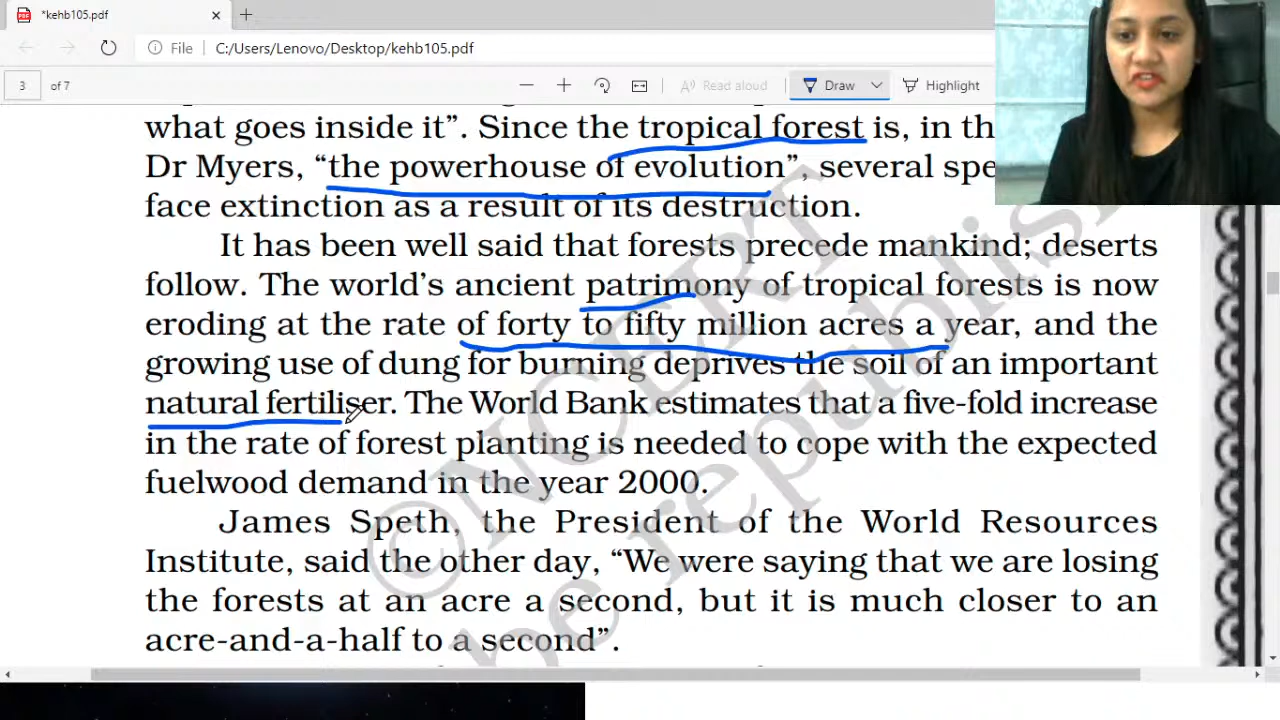 *kehb105.pdf
File C:/Users/Lenovo/Desktop/kehb105.pdf
3 of 7 Read aloud Draw Highlight
what goes inside it”. Since the tropical forest is, in th
Dr Myers, “the powerhouse of evolution”, several spe
face extinction as a result of its destruction.
It has been well said that forests precede mankind; deserts
follow. The world’s ancient patrimony of tropical forests is now
eroding at the rate of forty to fifty million acres a year, and the
growing use of dung for burning deprives the soil of an important
natural fertiliser. The World Bank estimates that a five-fold increase
in the rate of forest planting is needed to cope with the expected
fuelwood demand in the year 2000.
James Speth, the President of the World Resources
Institute, said the other day, “We were saying that we are losing
the forests at an acre a second, but it is much closer to an
acre-and-a-half to a second”.
©NCERT
be republis